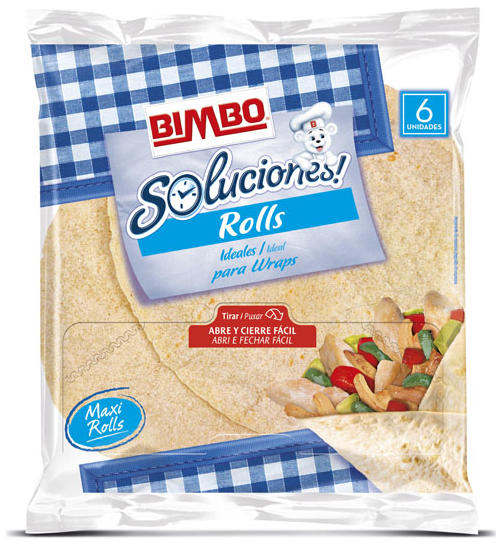 BIMBO
6
UNIDADES
B
Soluciones!
Rolls
Ideales / Ideal
para Wraps
Tirar / Puxar
ABRE Y CIERRE FÁCIL
ABRI E FECHAR FÁCIL
Maxi
Rolls